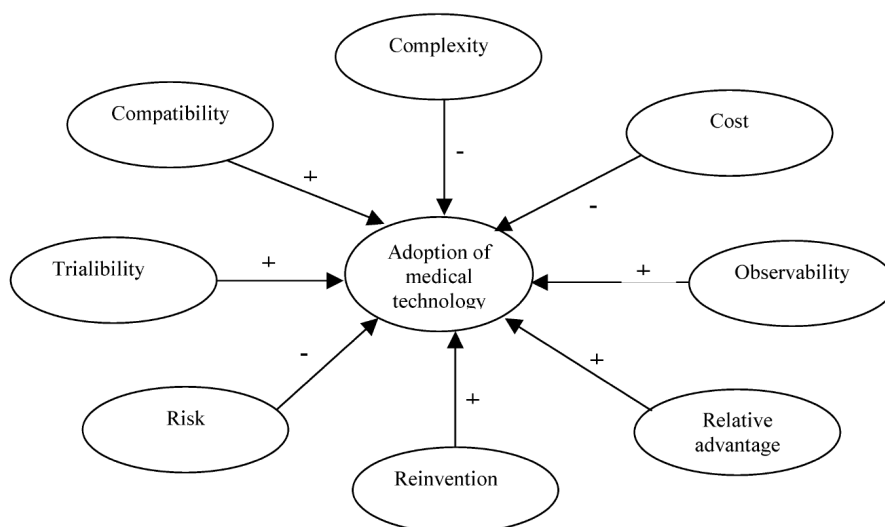 Complexity
Compatibility
Cost
-
+
-
Adoption of
medical
technology
Trialibility
+
+
Observability
-
+
+
Risk
Relative
advantage
Reinvention